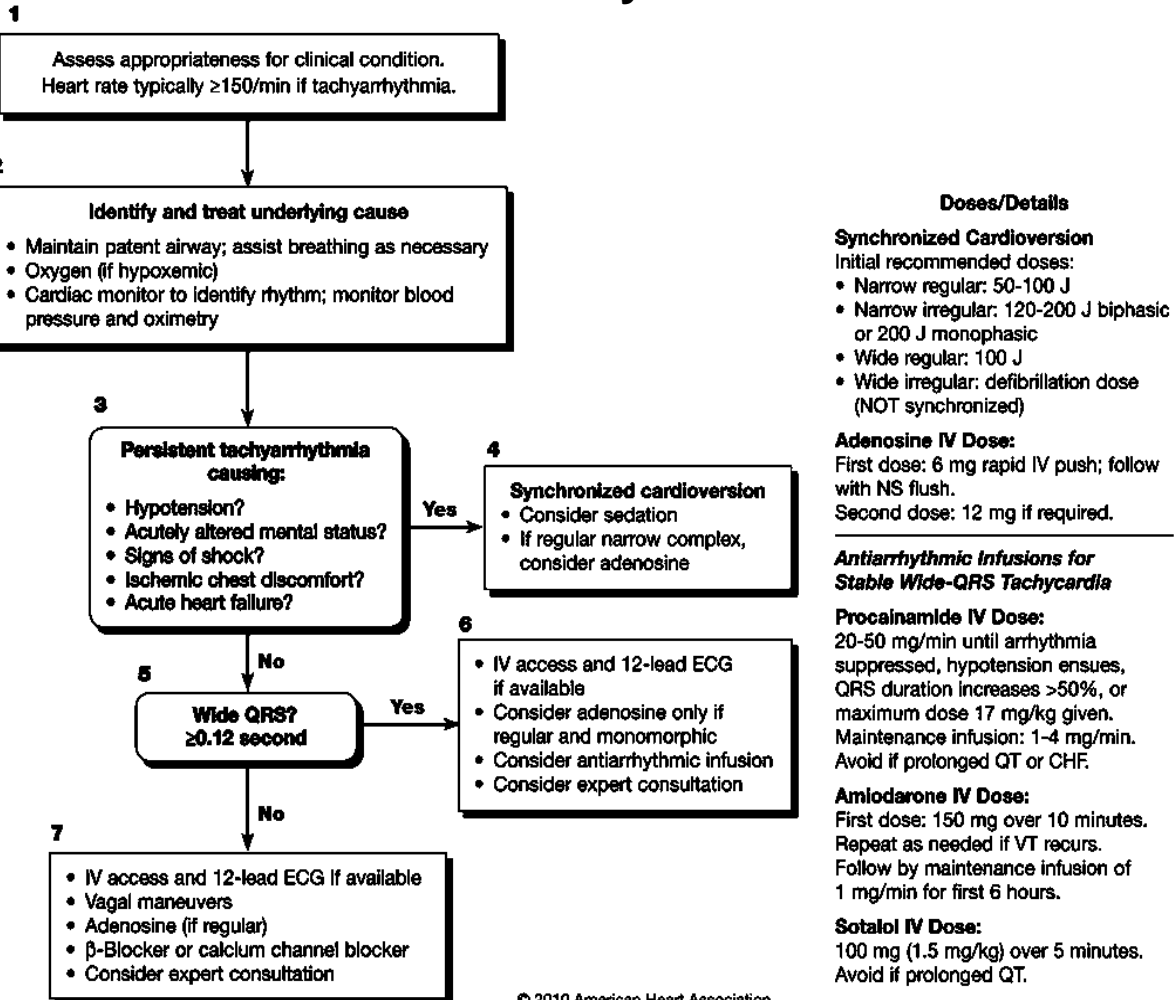 1
Assess appropriateness for clinical condition.
Heart rate typically ≥150/min if tachyarrhythmia.
Identify and treat underlying cause
• Maintain patent airway; assist breathing as necessary
• Oxygen (if hypoxemic)
• Cardiac monitor to identify rhythm; monitor blood
pressure and oximetry
3
Persistent tachyarrhythmia
causing:
• Hypotension?
• Acutely altered mental status?
• Signs of shock?
• Ischemic chest discomfort?
• Acute heart failure?
Yes
4
Synchronized cardioversion
• Consider sedation
• If regular narrow complex,
consider adenosine
No
5
Wide QRS?
≥0.12 second
Yes
6
• IV access and 12-lead ECG
if available
• Consider adenosine only if
regular and monomorphic
• Consider antiarrhythmic infusion
• Consider expert consultation
No
7
• IV access and 12-lead ECG if available
• Vagal maneuvers
• Adenosine (if regular)
• β-Blocker or calcium channel blocker
• Consider expert consultation
Doses/Details
Synchronized Cardioversion
Initial recommended doses:
• Narrow regular: 50-100 J
• Narrow irregular: 120-200 J biphasic
or 200 J monophasic
• Wide regular: 100 J
• Wide irregular: defibrillation dose
(NOT synchronized)
Adenosine IV Dose:
First dose: 6 mg rapid IV push; follow
with NS flush.
Second dose: 12 mg if required.
Antiarrhythmic Infusions for
Stable Wide-QRS Tachycardia
Procainamide IV Dose:
20-50 mg/min until arrhythmia
suppressed, hypotension ensues,
QRS duration increases >50%, or
maximum dose 17 mg/kg given.
Maintenance infusion: 1-4 mg/min.
Avoid if prolonged QT or CHF.
Amiodarone IV Dose:
First dose: 150 mg over 10 minutes.
Repeat as needed if VT recurs.
Follow by maintenance infusion of
1 mg/min for first 6 hours.
Sotalol IV Dose:
100 mg (1.5 mg/kg) over 5 minutes.
Avoid if prolonged QT.
© 2010 American Heart Association